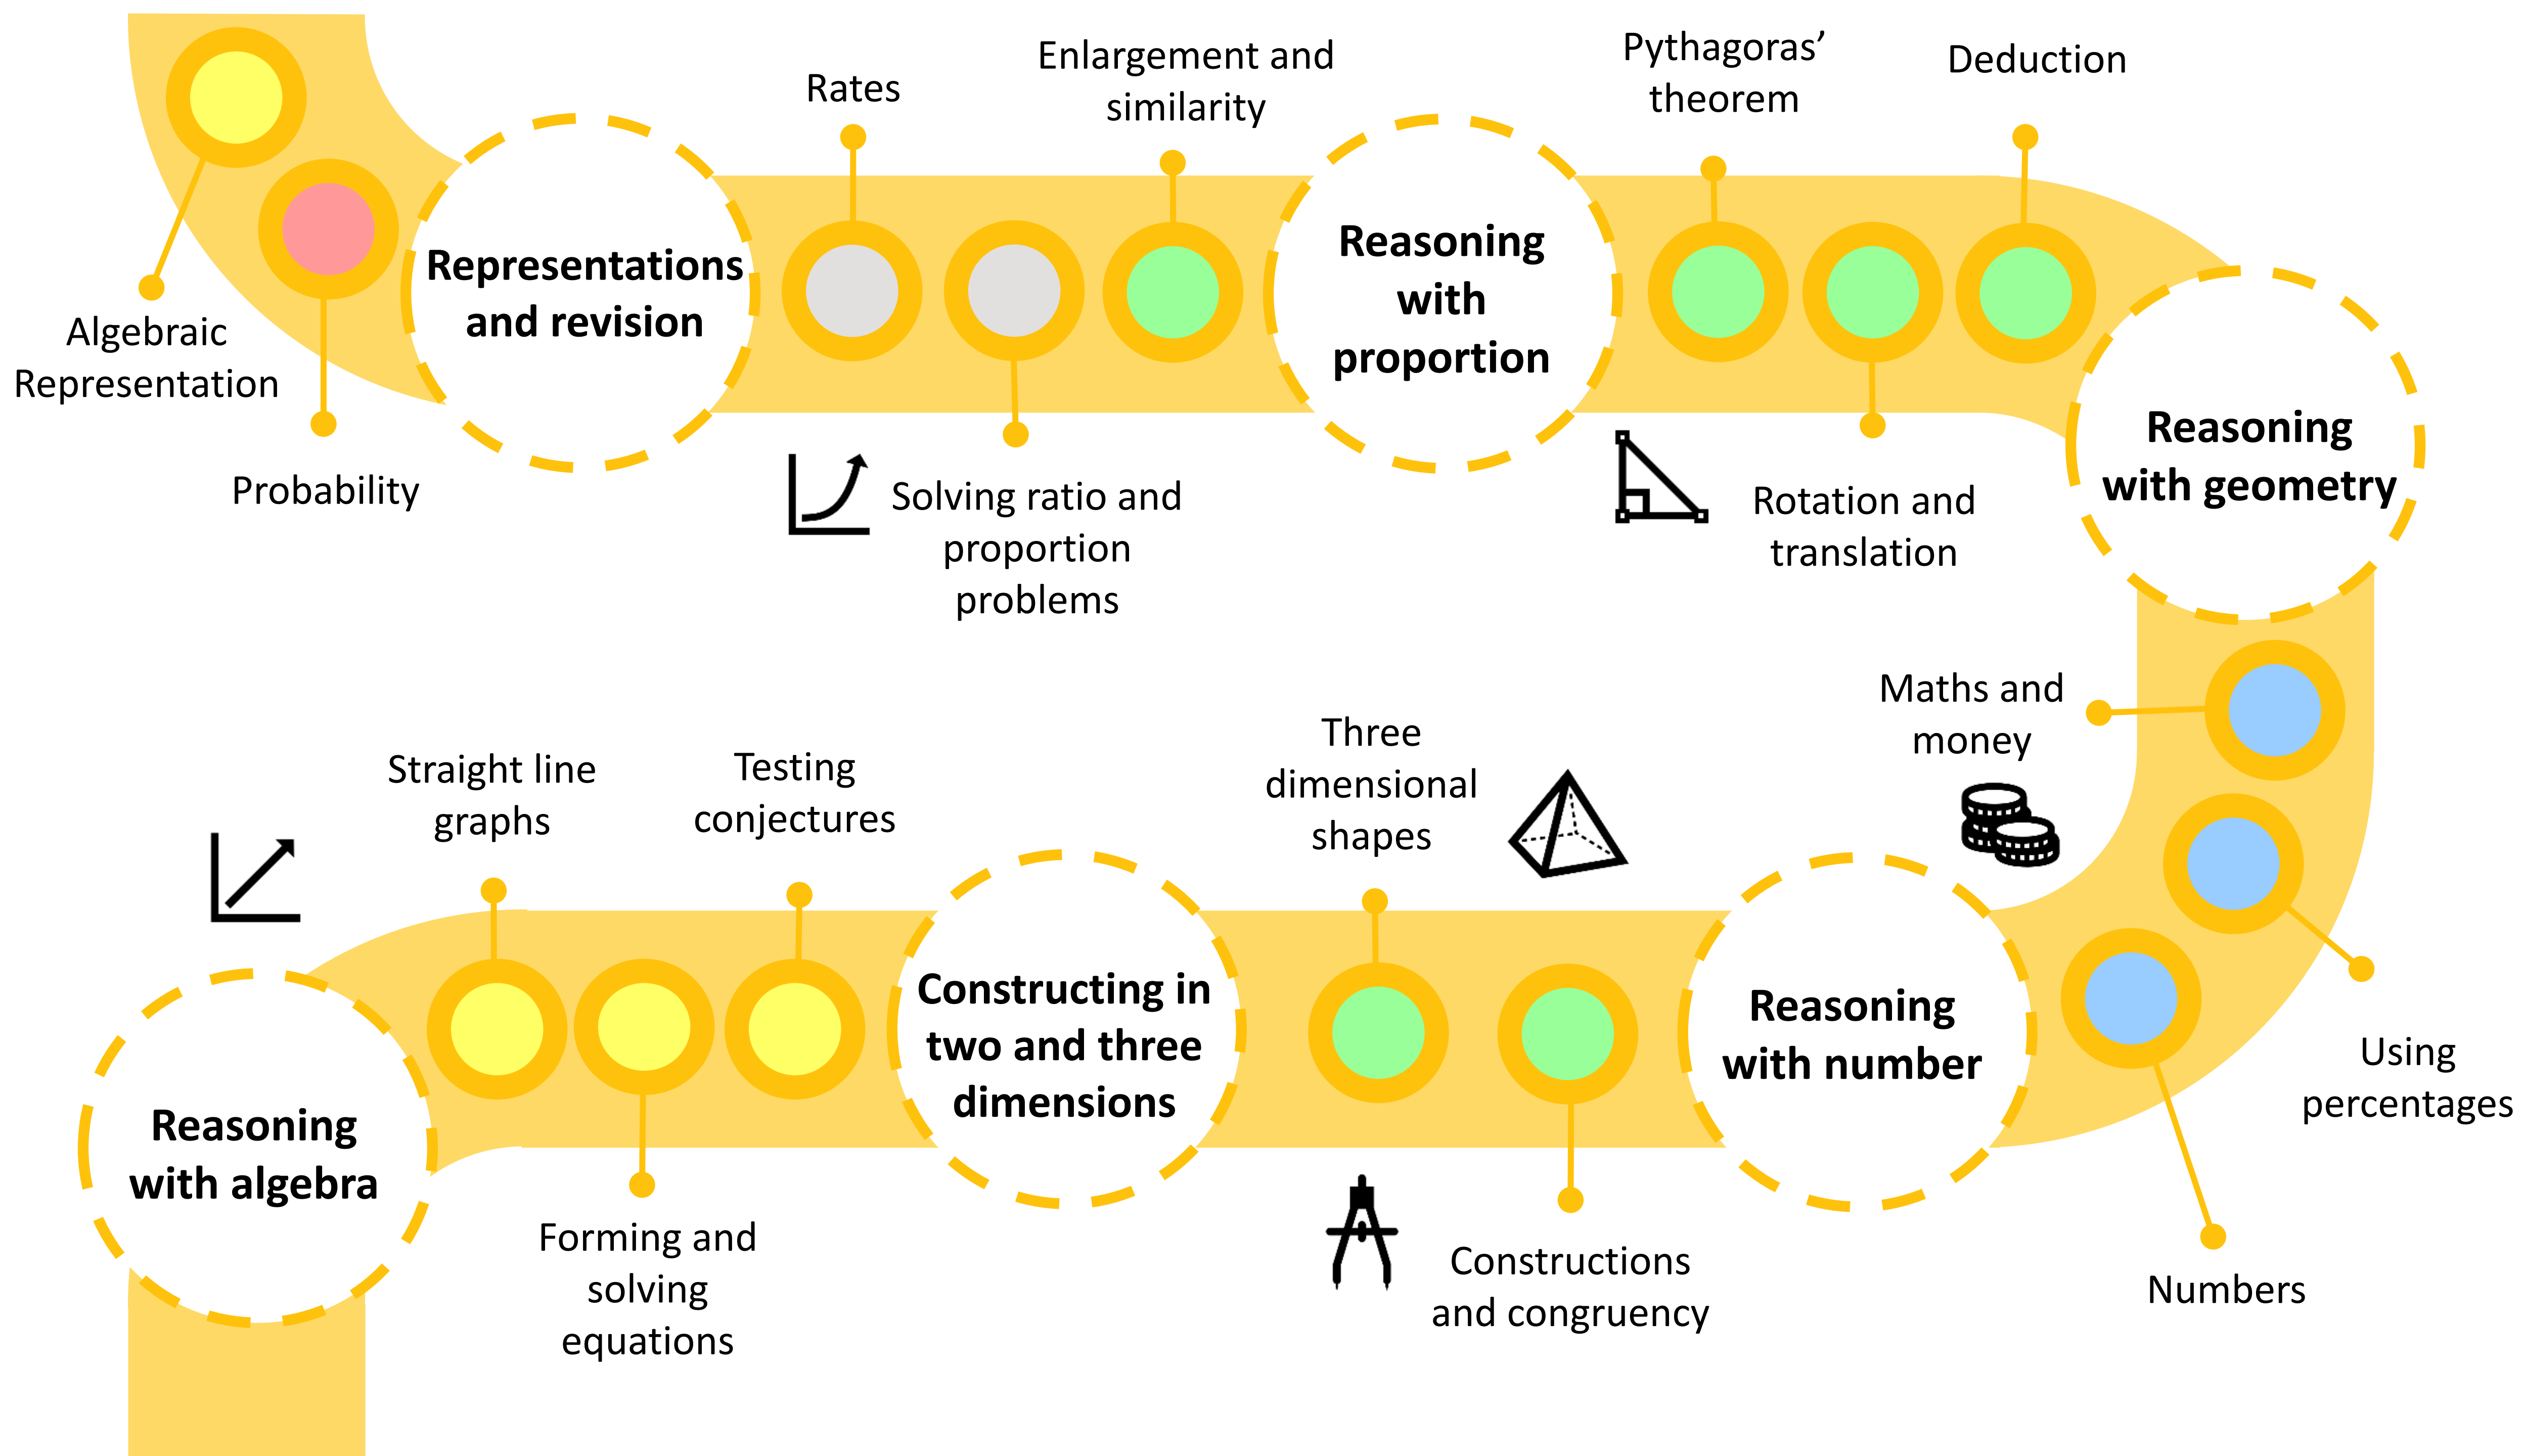 Algebraic
Representation
Probability
Representations
and revision
Rates
Solving ratio and
proportion
problems
Enlargement and
similarity
Reasoning
with
proportion
Pythagoras’
theorem
Rotation and
translation
Deduction
Reasoning
with geometry
Maths and
money
Using
percentages
Numbers
Reasoning
with number
Constructions
and congruency
Three
dimensional
shapes
Constructing in
two and three
dimensions
Testing
conjectures
Forming and
solving
equations
Straight line
graphs
Reasoning
with algebra